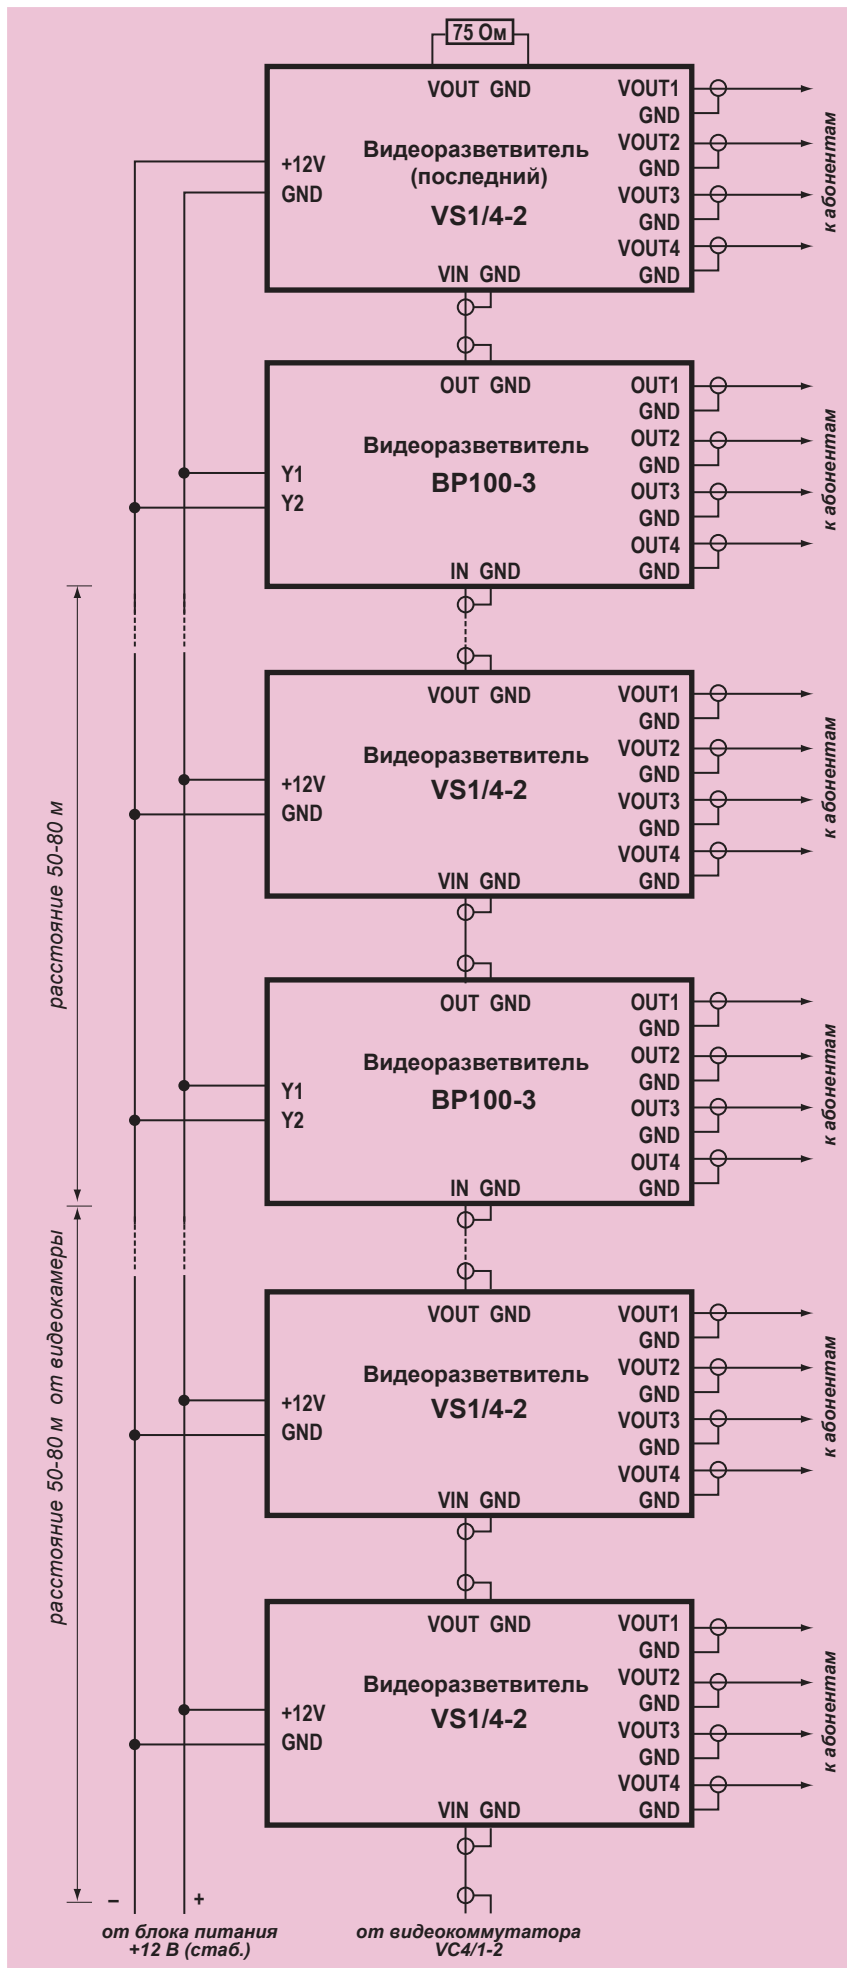 75 Ом
VOUT GND
VOUT1
GND
VOUT2
GND
VOUT3
GND
VOUT4
GND
+12V
GND
Видеоразветвитель
(последний)
VS1/4-2
VIN GND
к абонентам
OUT GND
OUT1
GND
OUT2
GND
OUT3
GND
OUT4
GND
Y1
Y2
Видеоразветвитель
BP100-3
IN GND
к абонентам
VOUT GND
VOUT1
GND
VOUT2
GND
VOUT3
GND
VOUT4
GND
+12V
GND
Видеоразветвитель
VS1/4-2
VIN GND
к абонентам
расстояние 50-80 м
OUT GND
OUT1
GND
OUT2
GND
OUT3
GND
OUT4
GND
Y1
Y2
Видеоразветвитель
BP100-3
IN GND
к абонентам
VOUT GND
VOUT1
GND
VOUT2
GND
VOUT3
GND
VOUT4
GND
+12V
GND
Видеоразветвитель
VS1/4-2
VIN GND
к абонентам
расстояние 50-80 м от видеокамеры
VOUT GND
VOUT1
GND
VOUT2
GND
VOUT3
GND
VOUT4
GND
+12V
GND
Видеоразветвитель
VS1/4-2
VIN GND
к абонентам
– +
от блока питания
+12 В (стаб.)
от видеокоммутатора
VC4/1-2